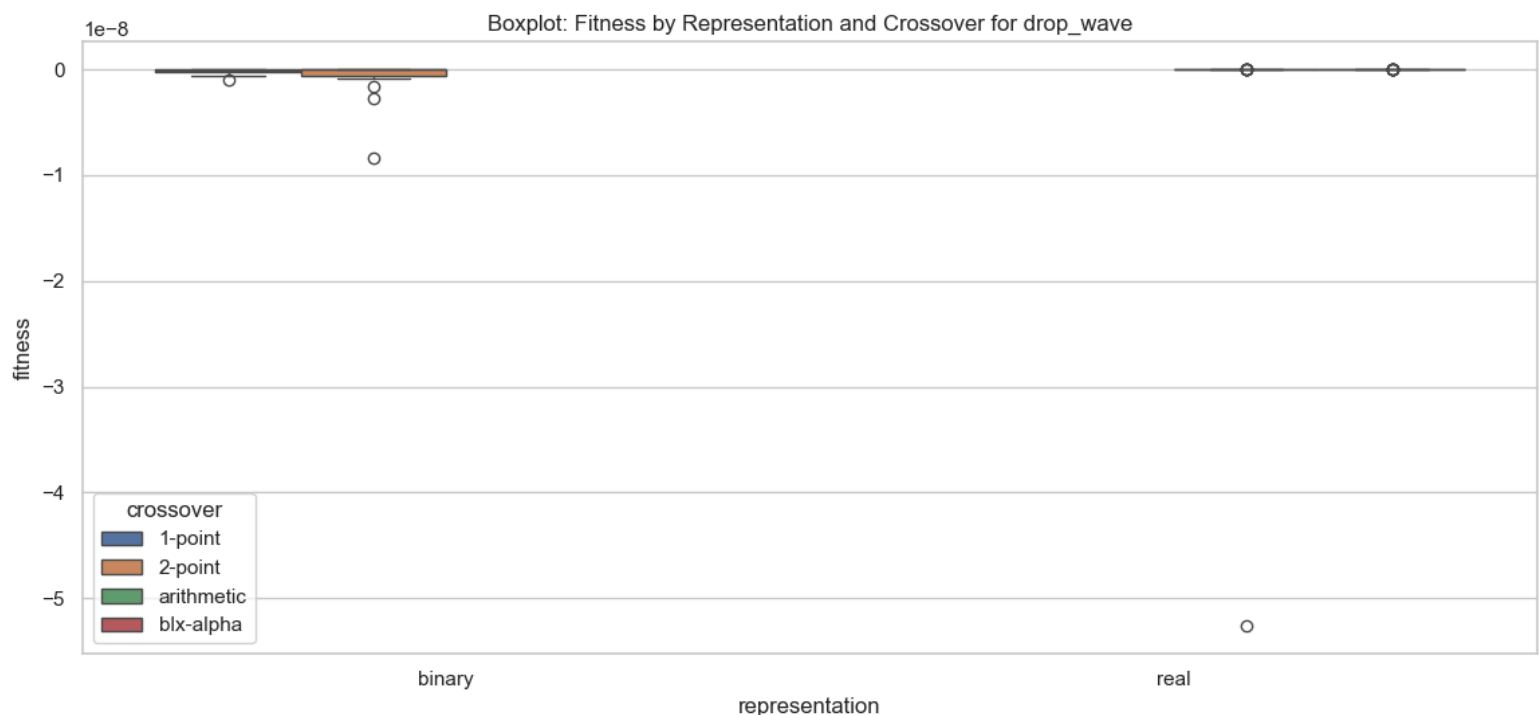 Boxplot: Fitness by Representation and Crossover for drop_wave
1e−8
0
−1
−2
−3
−4
−5
fitness
crossover
1-point
2-point
arithmetic
blx-alpha
binary
real
representation